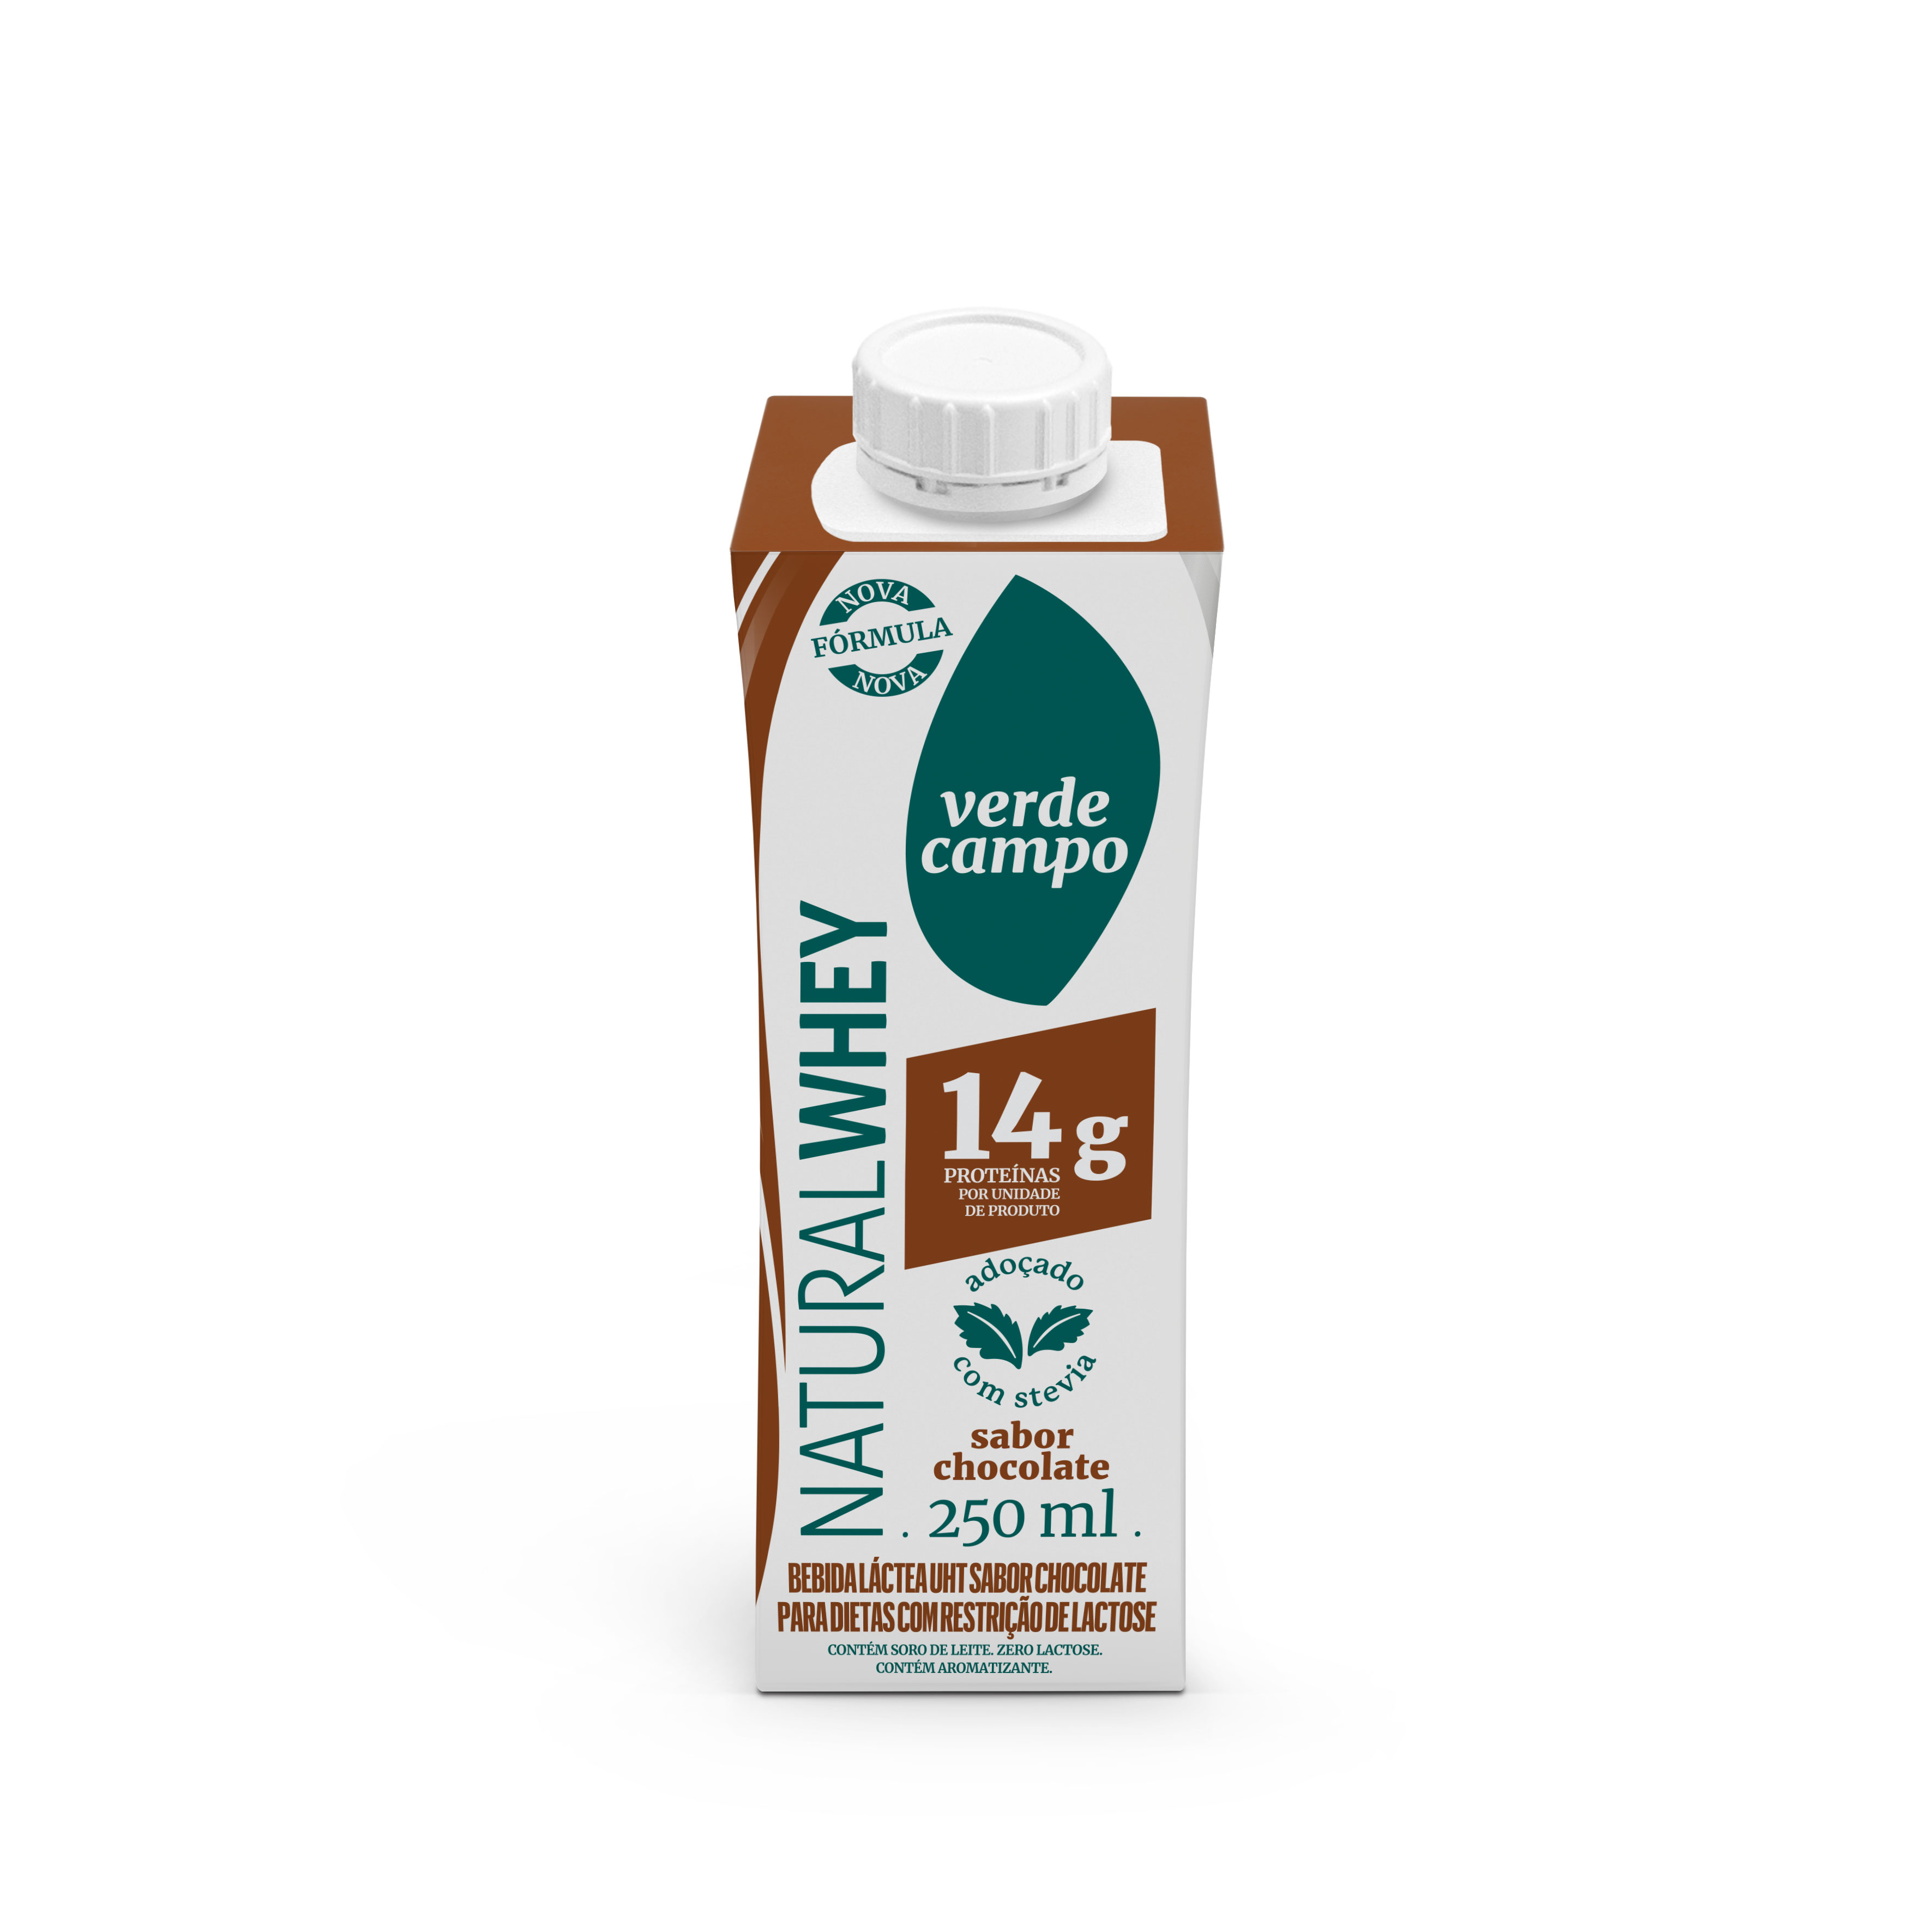 NOVA
FÓRMULA
NOVA
verde
campo
NATURALWHEY
14g
PROTEÍNAS
POR UNIDADE
DE PRODUTO
adoçado
com stevia
sabor
chocolate
. 250 ml .
BEBIDA LÁCTEA UHT SABOR CHOCOLATE
PARA DIETAS COM RESTRIÇÃO DE LACTOSE
CONTÉM SORO DE LEITE. ZERO LACTOSE.
CONTÉM AROMATIZANTE.